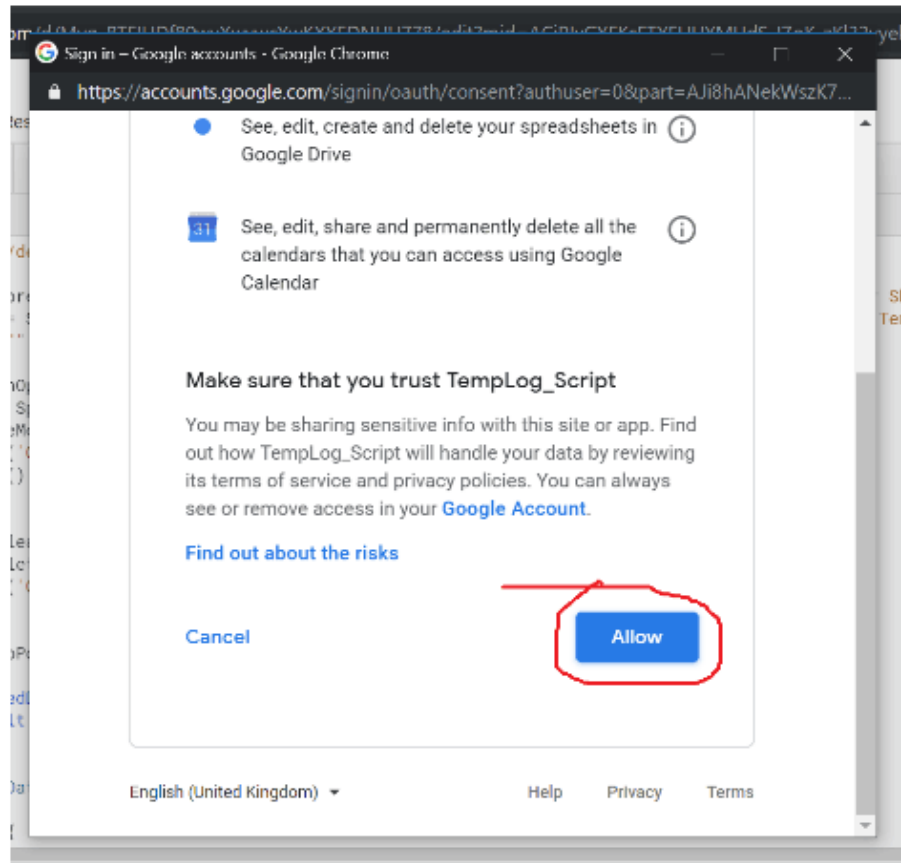 Sign in – Google accounts - Google Chrome
https://accounts.google.com/signin/oauth/consent?authuser=0&part=AJi8hANekWszK7...
See, edit, create and delete your spreadsheets in
Google Drive
31
See, edit, share and permanently delete all the
calendars that you can access using Google
Calendar
Make sure that you trust TempLog_Script
You may be sharing sensitive info with this site or app. Find
out how TempLog_Script will handle your data by reviewing
its terms of service and privacy policies. You can always
see or remove access in your Google Account.
Find out about the risks
Cancel
Allow
English (United Kingdom)
Help
Privacy
Terms